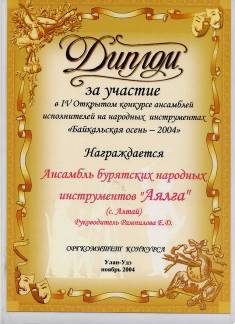 Диплом
за участие
в IV Открытом конкурсе ансамблей
исполнителей на народных инструментах
«Байкальская осень – 2004»
Награждается
Ансамбль бурятских народных
инструментов "Аялга"
(с. Алтай)
Руководитель Рампилова Е.Д.
ОРГКОМИТЕТ КОНКУРСА
Улан-Удэ
ноябрь 2004